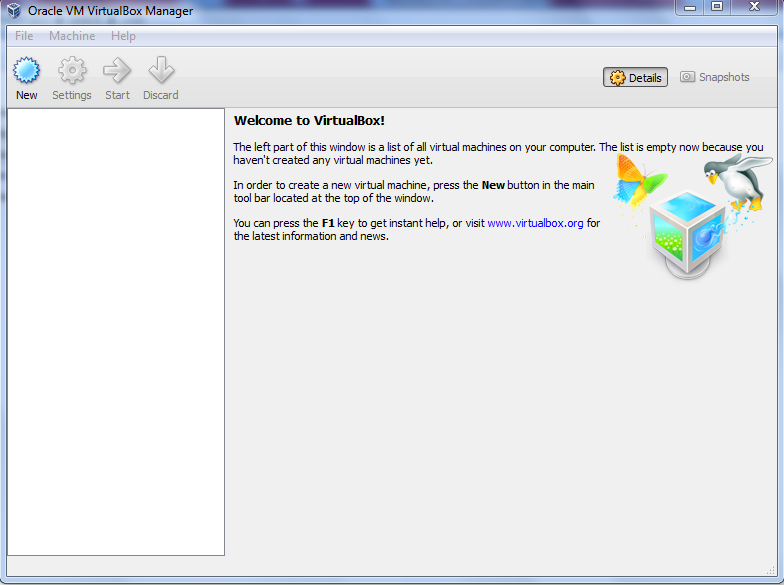 Oracle VM VirtualBox Manager
File Machine Help
New Settings Start Discard Details Snapshots
Welcome to VirtualBox!
The left part of this window is a list of all virtual machines on your computer. The list is empty now because you
haven't created any virtual machines yet.
In order to create a new virtual machine, press the New button in the main
tool bar located at the top of the window.
You can press the F1 key to get instant help, or visit www.virtualbox.org for
the latest information and news.